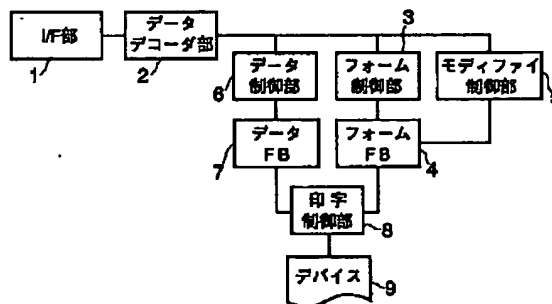 I/F部
1
データ
デコーダ部
2
3
6
データ
制御部
フォーム
制御部
モディファイ
制御部
データ
FB
7
フォーム
FB
4
印字
制御部
8
デバイス
9